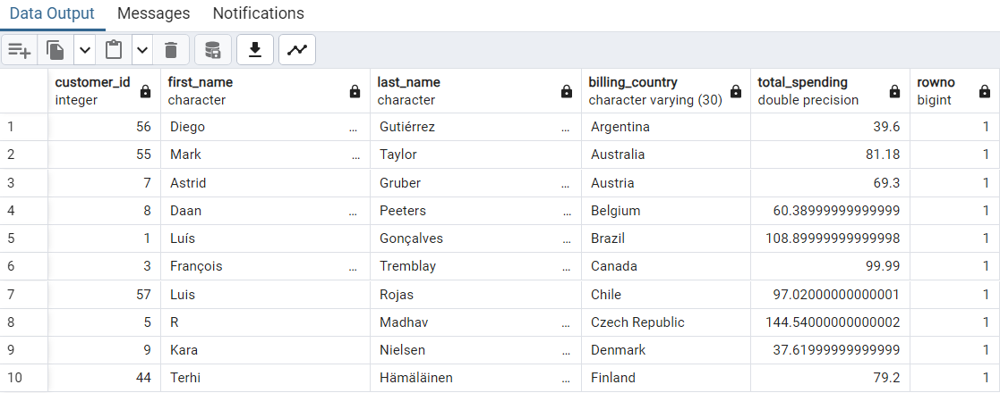 Data Output Messages Notifications
customer_id first_name last_name billing_country total_spending rowno
integer character character character varying (30) double precision bigint
1 56 Diego ... Gutiérrez ... Argentina 39.6 1
2 55 Mark ... Taylor Australia 81.18 1
3 7 Astrid Gruber ... Austria 69.3 1
4 8 Daan ... Peeters ... Belgium 60.38999999999999 1
5 1 Luís Gonçalves ... Brazil 108.89999999999998 1
6 3 François ... Tremblay ... Canada 99.99 1
7 57 Luis Rojas Chile 97.02000000000001 1
8 5 R Madhav ... Czech Republic 144.54000000000002 1
9 9 Kara Nielsen ... Denmark 37.61999999999999 1
10 44 Terhi Hämäläinen ... Finland 79.2 1